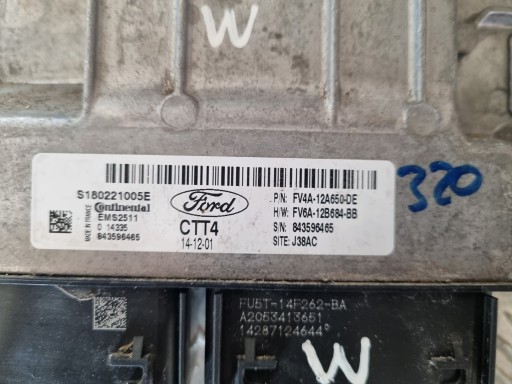 W
S180221005E
Continental
EMS2511
0 14335
843596465
MADE IN FRANCE
Ford
CTT4
14-12-01
P/N: FV4A-12A650-DE
H/W: FV6A-12B684-BB
S/N: 843596465
SITE: J38AC
320
FU5T-14F262-BA
A2053413651
14287124644
W
W